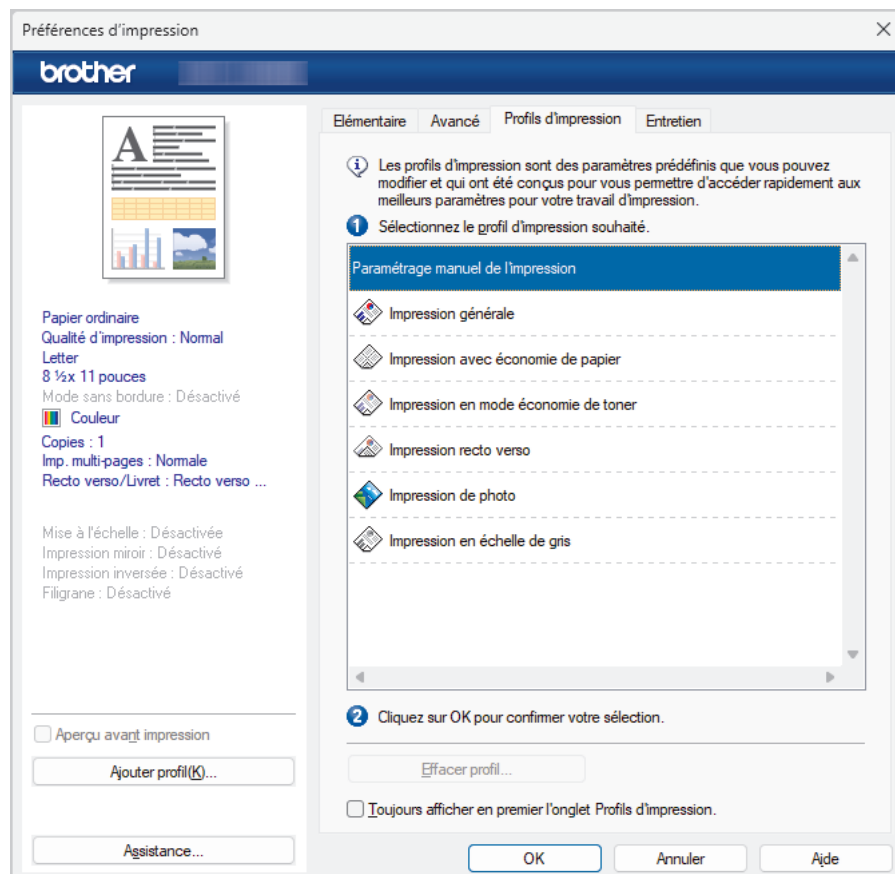 Préférences d'impression
brother
Papier ordinaire
Qualité d'impression : Normal
Letter
8 ½x 11 pouces
Mode sans bordure : Désactivé
Couleur
Copies : 1
Imp. multi-pages : Normale
Recto verso/Livret : Recto verso ...
Mise à l'échelle : Désactivée
Impression miroir : Désactivé
Impression inversée : Désactivé
Filigrane : Désactivé
Aperçu avant impression
Ajouter profil(K)...
Assistance...
Elémentaire Avancé Profils d'impression Entretien
Les profils d'impression sont des paramètres prédéfinis que vous pouvez
modifier et qui ont été conçus pour vous permettre d'accéder rapidement aux
meilleurs paramètres pour votre travail d'impression.
1 Sélectionnez le profil d'impression souhaité.
Paramétrage manuel de l'impression
Impression générale
Impression avec économie de papier
Impression en mode économie de toner
Impression recto verso
Impression de photo
Impression en échelle de gris
2 Cliquez sur OK pour confirmer votre sélection.
Effacer profil...
Toujours afficher en premier l'onglet Profils d'impression.
OK Annuler Aide